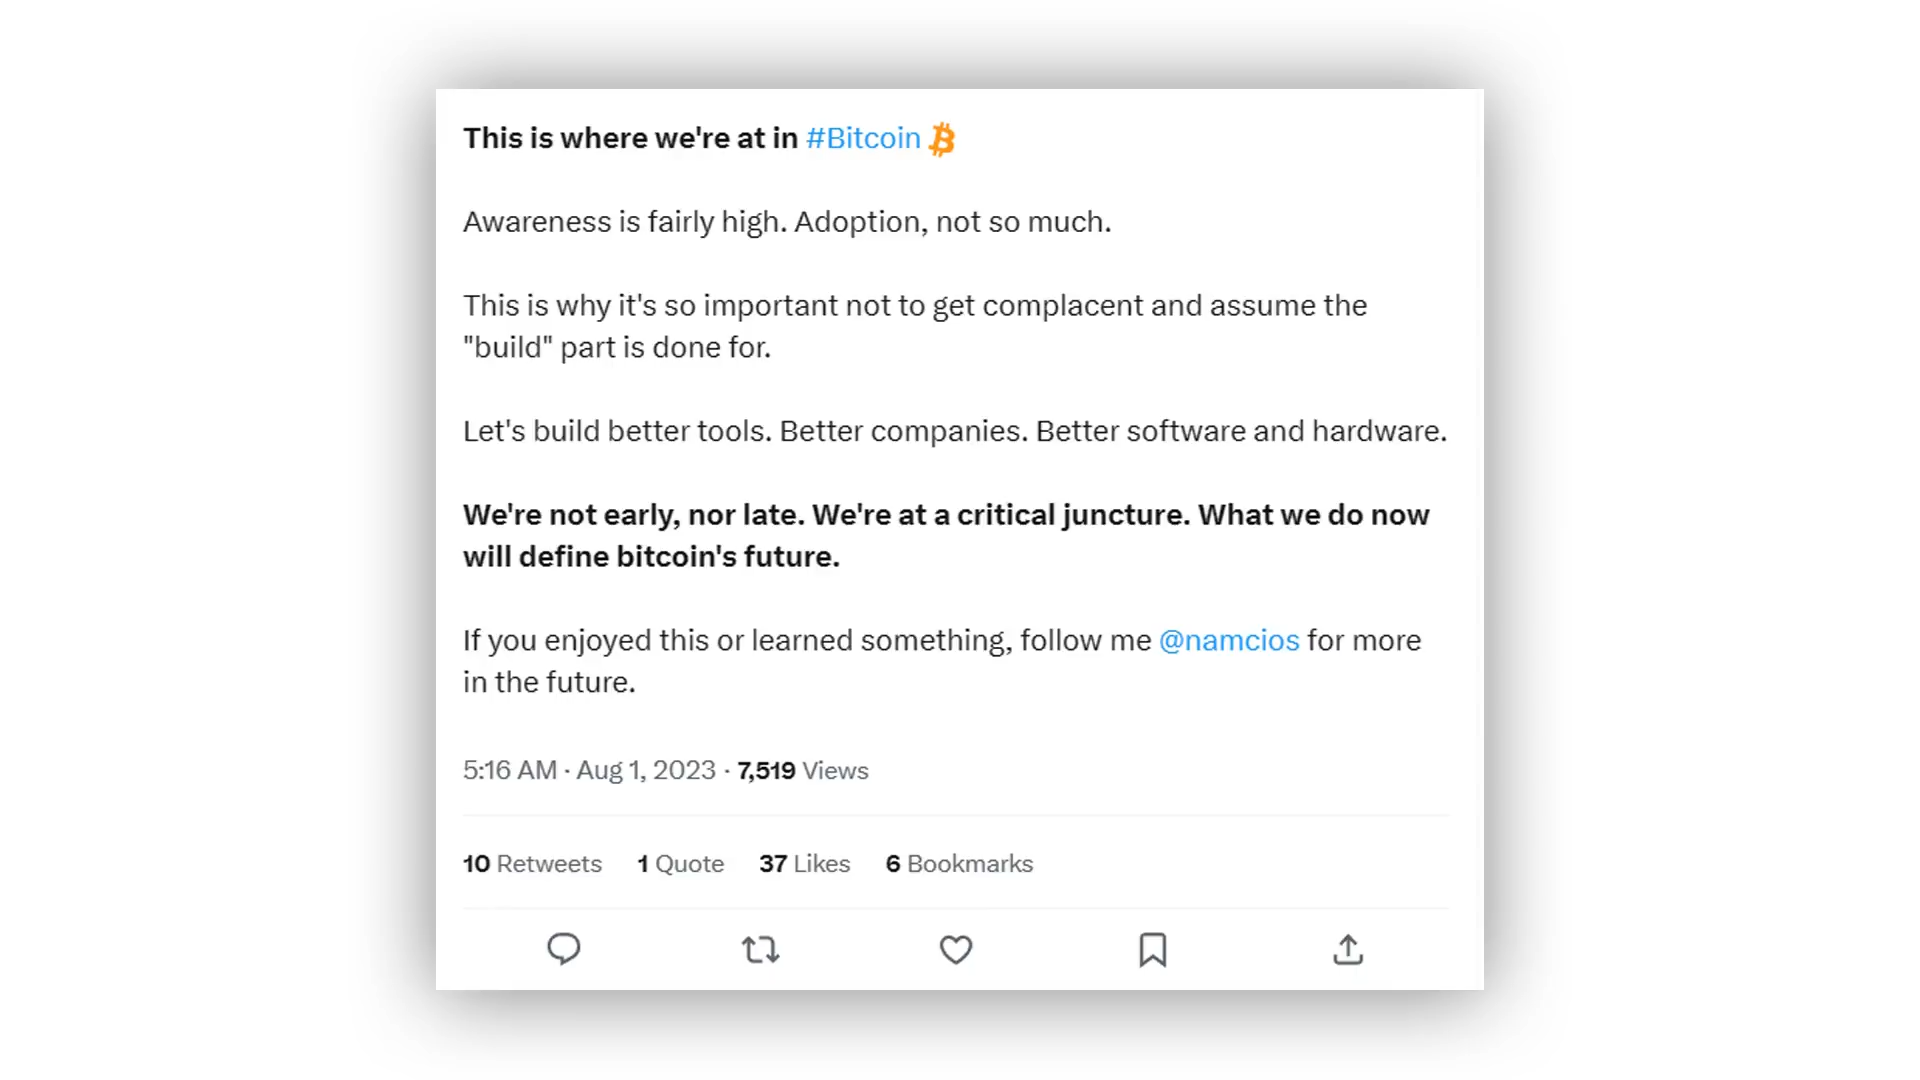 This is where we're at in #Bitcoin
Awareness is fairly high. Adoption, not so much.
This is why it's so important not to get complacent and assume the
"build" part is done for.
Let's build better tools. Better companies. Better software and hardware.
We're not early, nor late. We're at a critical juncture. What we do now
will define bitcoin's future.
If you enjoyed this or learned something, follow me @namcios for more
in the future.
5:16 AM · Aug 1, 2023 · 7,519 Views
10 Retweets 1 Quote 37 Likes 6 Bookmarks